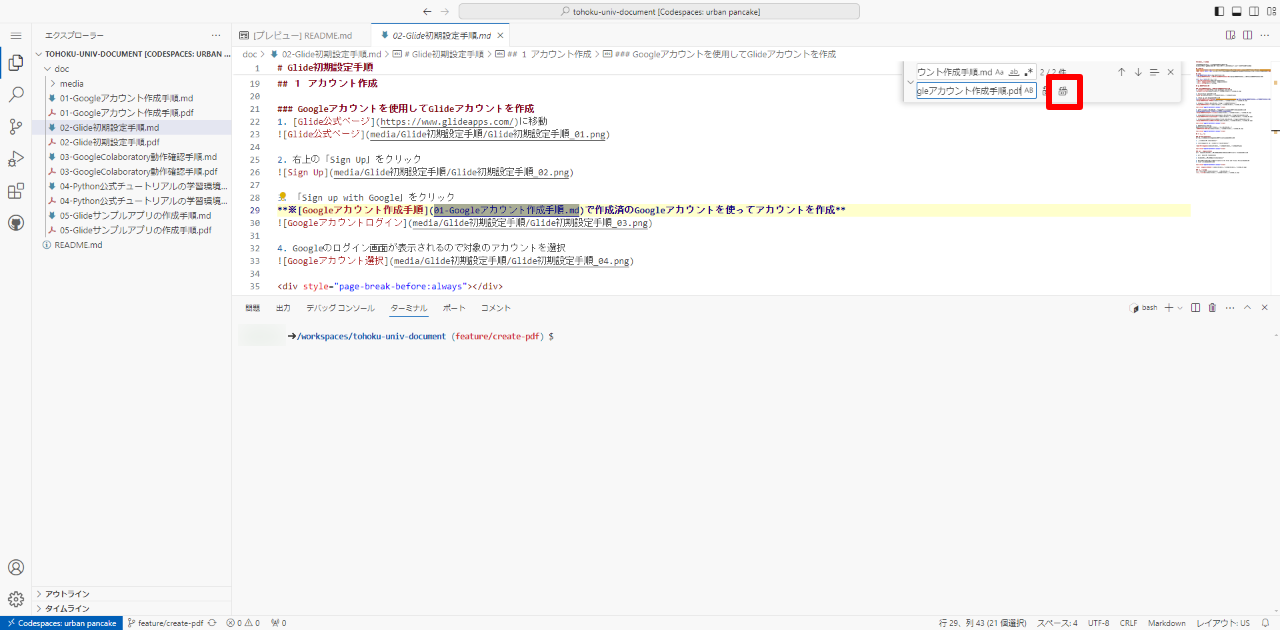 tohoku-univ-document [Codespaces: urban pancake]
エクスプローラー
TOHOKU-UNIV-DOCUMENT [CODESPACES: URBAN ...
doc
media
01-Googleアカウント作成手順.md
01-Googleアカウント作成手順.pdf
02-Glide初期設定手順.md
02-Glide初期設定手順.pdf
03-GoogleColaboratory動作確認手順.md
03-GoogleColaboratory動作確認手順.pdf
04-Python公式チュートリアルの学習環境...
04-Python公式チュートリアルの学習環境...
05-Glideサンプルアプリの作成手順.md
05-Glideサンプルアプリの作成手順.pdf
README.md
アウトライン
タイムライン
[プレビュー] README.md
02-Glide初期設定手順.md
doc > 02-Glide初期設定手順.md > # Glide初期設定手順 > ## 1 アカウント作成 > ### Googleアカウントを使用してGlideアカウントを作成
1 # Glide初期設定手順
19 ## 1 アカウント作成
20
21 ### Googleアカウントを使用してGlideアカウントを作成
22 1. [Glide公式ページ](https://www.glideapps.com/)に移動
23 ![Glide公式ページ](media/Glide初期設定手順/Glide初期設定手順_01.png)
24
25 2. 右上の「Sign Up」をクリック
26 ![Sign Up](media/Glide初期設定手順/Glide初期設定手順_02.png)
27
28 「Sign up with Google」をクリック
29 **※[Googleアカウント作成手順](01-Googleアカウント作成手順.md)で作成済のGoogleアカウントを使ってアカウントを作成**
30 ![Googleアカウントログイン](media/Glide初期設定手順/Glide初期設定手順_03.png)
31
32 4. Googleのログイン画面が表示されるので対象のアカウントを選択
33 ![Googleアカウント選択](media/Glide初期設定手順/Glide初期設定手順_04.png)
34
35 <div style="page-break-before:always"></div>
ウント作成手順.md Aa ab .* 2 / 2 件
gleアカウント作成手順.pdf AB
問題 出力 デバッグ コンソール ターミナル ポート コメント
bash
/workspaces/tohoku-univ-document (feature/create-pdf) $
Codespaces: urban pancake
feature/create-pdf
0 0
0
行 29、列 43 (21 個選択)
スペース: 4
UTF-8
CRLF
Markdown
レイアウト: US